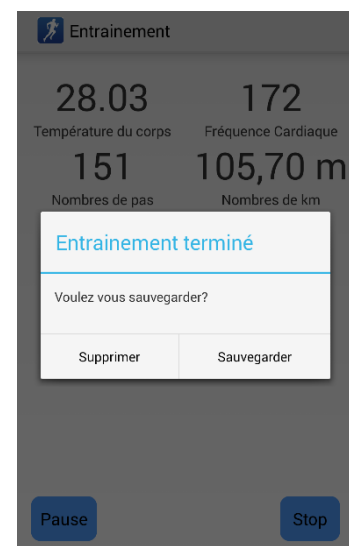 Entrainement
28.03 172
Température du corps Fréquence Cardiaque
151 105,70 m
Nombres de pas Nombres de km
Entrainement terminé
Voulez vous sauvegarder?
Supprimer Sauvegarder
Pause Stop